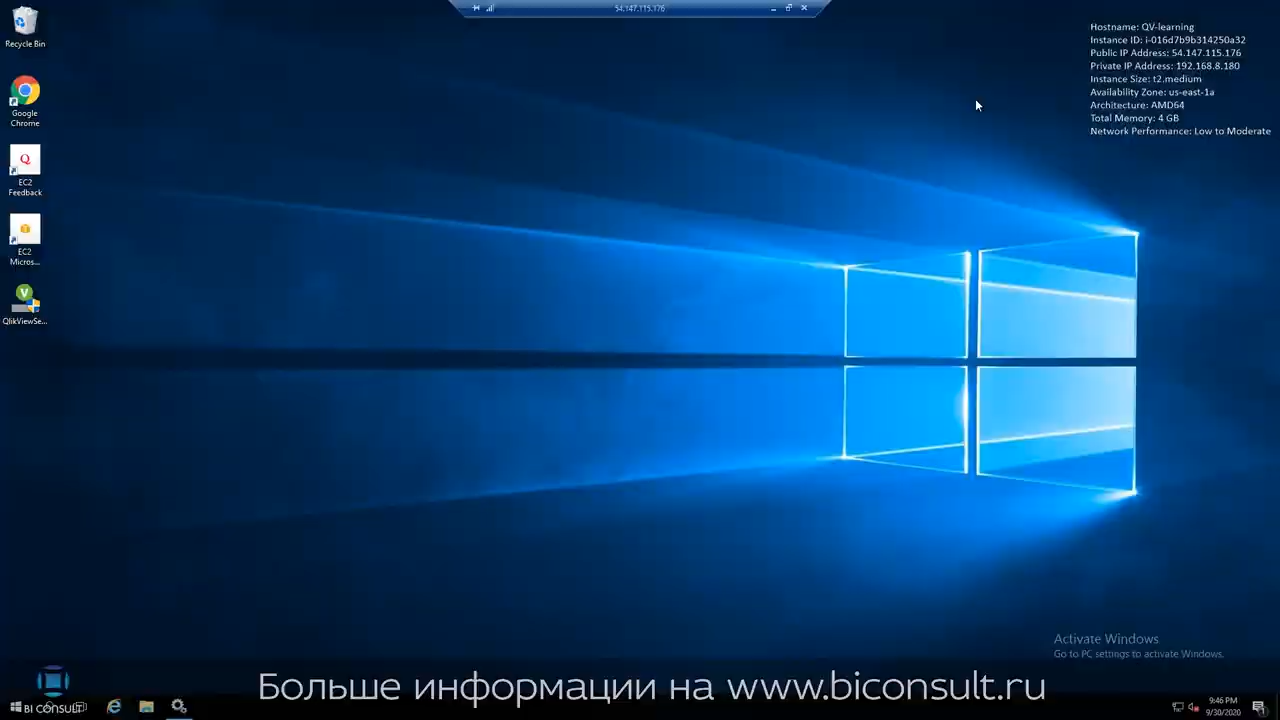 54.147.115.176
Hostname: QV-learning
Instance ID: i-016d7b9b314250a32
Public IP Address: 54.147.115.176
Private IP Address: 192.168.8.180
Instance Size: t2.medium
Availability Zone: us-east-1a
Architecture: AMD64
Total Memory: 4 GB
Network Performance: Low to Moderate
Recycle Bin
Google
Chrome
EC2
Feedback
EC2
Micros...
QlikViewSe...
Activate Windows
Go to PC settings to activate Windows.
Больше информации на www.biconsult.ru
BI CONSULT
9:46 PM
9/30/2020